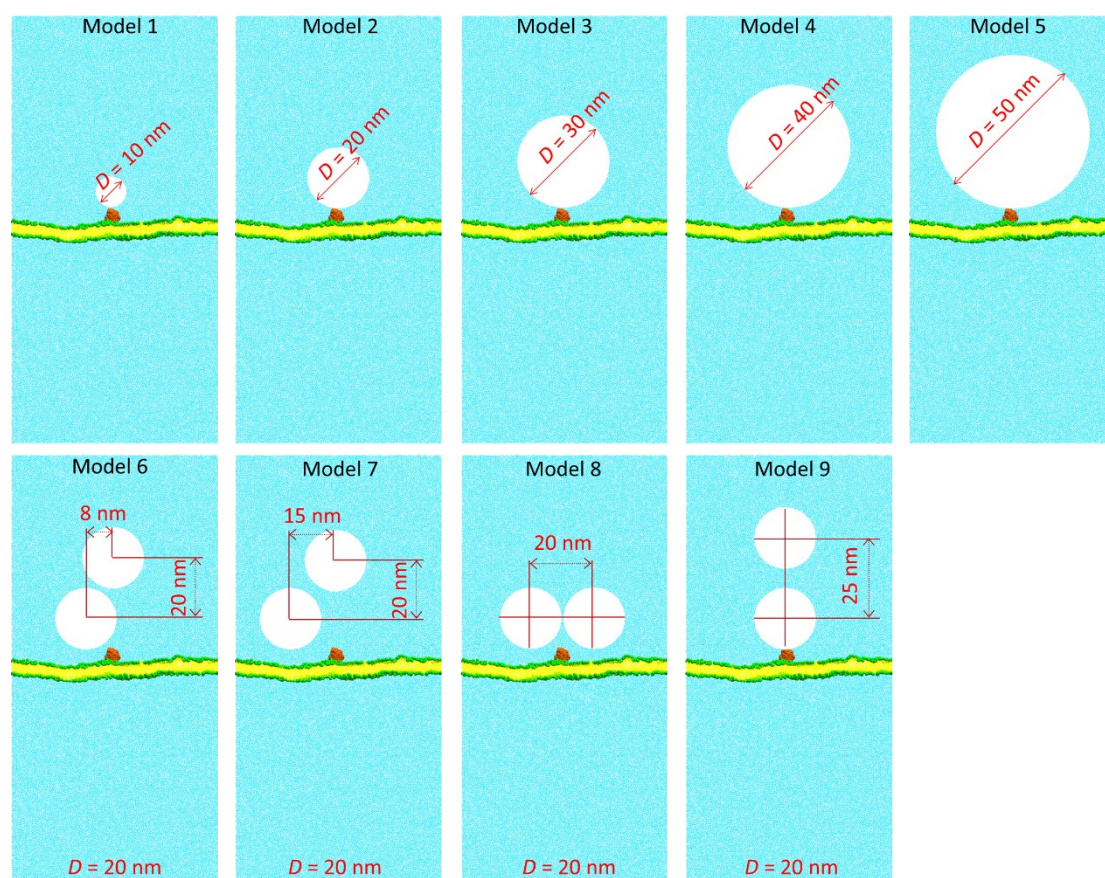 Model 1
D = 10 nm
Model 2
D = 20 nm
Model 3
D = 30 nm
Model 4
D = 40 nm
Model 5
D = 50 nm
Model 6
8 nm
20 nm
D = 20 nm
Model 7
15 nm
20 nm
D = 20 nm
Model 8
20 nm
D = 20 nm
Model 9
25 nm
D = 20 nm